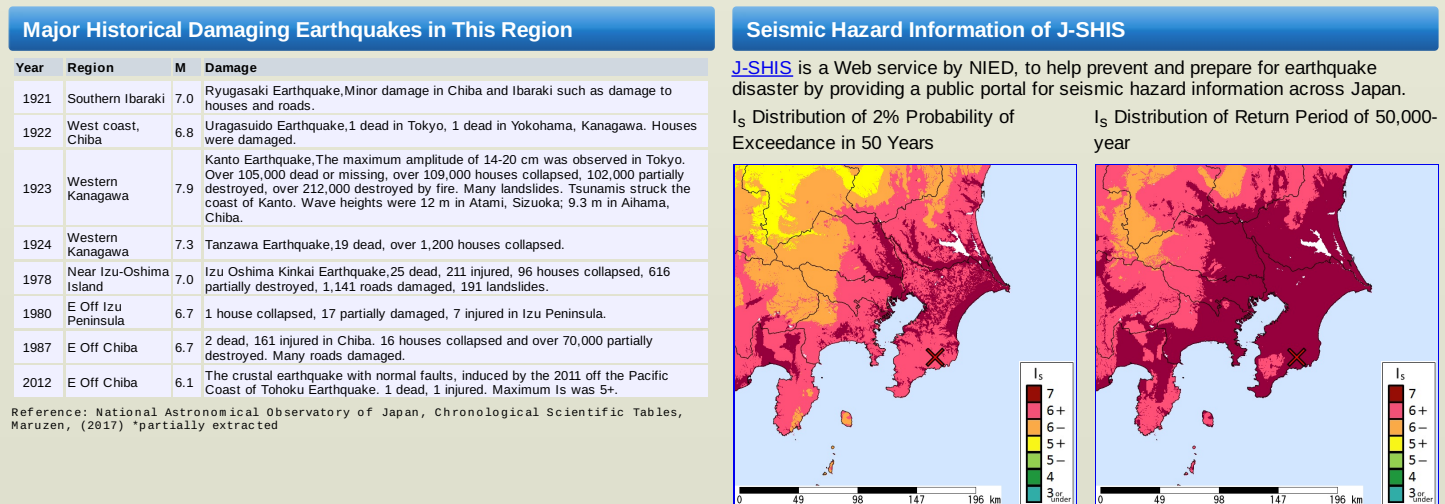 Major Historical Damaging Earthquakes in This Region
Year Region M Damage
1921 Southern Ibaraki 7.0 Ryugasaki Earthquake,Minor damage in Chiba and Ibaraki such as damage to
houses and roads.
1922 West coast,
Chiba 6.8 Uragasuido Earthquake,1 dead in Tokyo, 1 dead in Yokohama, Kanagawa. Houses
were damaged.
1923 Western
Kanagawa 7.9 Kanto Earthquake,The maximum amplitude of 14-20 cm was observed in Tokyo.
Over 105,000 dead or missing, over 109,000 houses collapsed, 102,000 partially
destroyed, over 212,000 destroyed by fire. Many landslides. Tsunamis struck the
coast of Kanto. Wave heights were 12 m in Atami, Sizuoka; 9.3 m in Aihama,
Chiba.
1924 Western
Kanagawa 7.3 Tanzawa Earthquake,19 dead, over 1,200 houses collapsed.
1978 Near Izu-Oshima
Island 7.0 Izu Oshima Kinkai Earthquake,25 dead, 211 injured, 96 houses collapsed, 616
partially destroyed, 1,141 roads damaged, 191 landslides.
1980 E Off Izu
Peninsula 6.7 1 house collapsed, 17 partially damaged, 7 injured in Izu Peninsula.
1987 E Off Chiba 6.7 2 dead, 161 injured in Chiba. 16 houses collapsed and over 70,000 partially
destroyed. Many roads damaged.
2012 E Off Chiba 6.1 The crustal earthquake with normal faults, induced by the 2011 off the Pacific
Coast of Tohoku Earthquake. 1 dead, 1 injured. Maximum Is was 5+.
Reference: National Astronomical Observatory of Japan, Chronological Scientific Tables,
Maruzen, (2017) *partially extracted
Seismic Hazard Information of J-SHIS
J-SHIS is a Web service by NIED, to help prevent and prepare for earthquake
disaster by providing a public portal for seismic hazard information across Japan.
Is Distribution of 2% Probability of
Exceedance in 50 Years
Is
7
6+
6−
5+
5−
4
3 or under
0 49 98 147 196 km
Is Distribution of Return Period of 50,000-
year
Is
7
6+
6−
5+
5−
4
3 or under
0 49 98 147 196 km